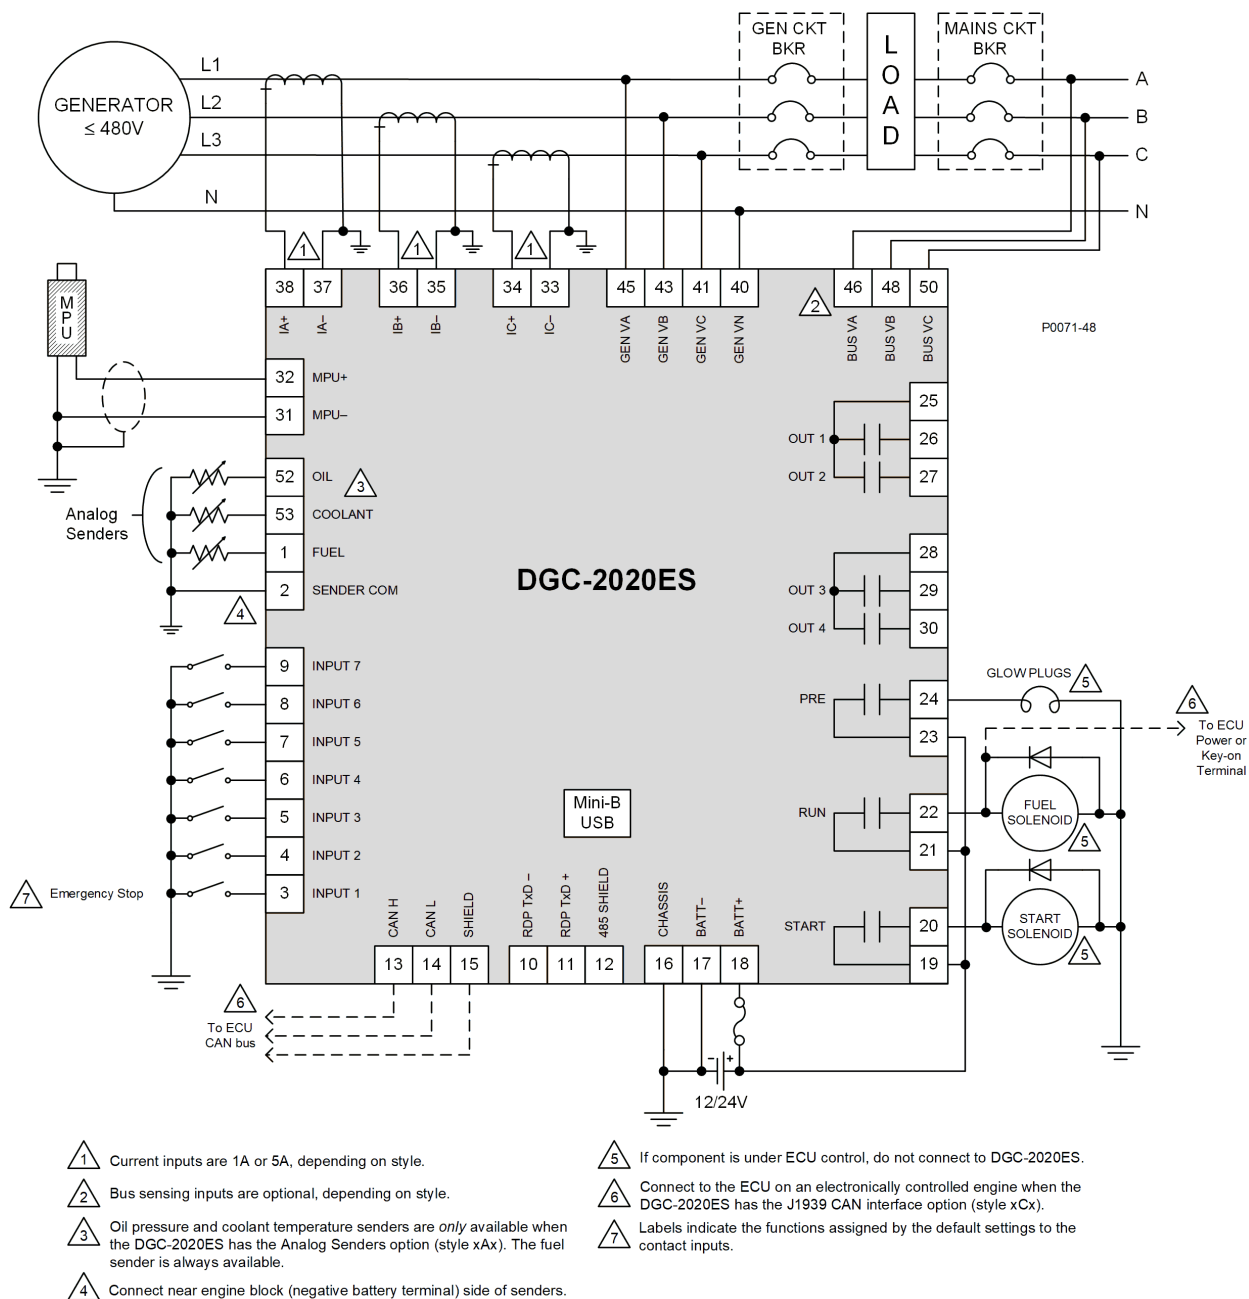 GEN CKT
BKR
LOAD
MAINS CKT
BKR
GENERATOR
≤ 480V
L1
L2
L3
N
A
B
C
N
1
1
1
2
38
37
36
35
34
33
45
43
41
40
46
48
50
IA+
IA–
IB+
IB–
IC+
IC–
GEN VA
GEN VB
GEN VC
GEN VN
BUS VA
BUS VB
BUS VC
P0071-48
MPU
32
MPU+
31
MPU–
Analog
Senders
52
OIL
3
53
COOLANT
1
FUEL
2
SENDER COM
4
DGC-2020ES
25
OUT 1
26
OUT 2
27
28
OUT 3
29
OUT 4
30
9
INPUT 7
8
INPUT 6
7
INPUT 5
6
INPUT 4
5
INPUT 3
4
INPUT 2
3
INPUT 1
7
Emergency Stop
Mini-B
USB
PRE
24
23
GLOW PLUGS
5
6
To ECU
Power or
Key-on
Terminal
RUN
22
21
FUEL
SOLENOID
5
START
20
19
START
SOLENOID
5
CAN H
CAN L
SHIELD
RDP TxD –
RDP TxD +
485 SHIELD
CHASSIS
BATT–
BATT+
13
14
15
10
11
12
16
17
18
6
To ECU
CAN bus
- +
12/24V
1 Current inputs are 1A or 5A, depending on style.
2 Bus sensing inputs are optional, depending on style.
3 Oil pressure and coolant temperature senders are only available when
the DGC-2020ES has the Analog Senders option (style xAx). The fuel
sender is always available.
4 Connect near engine block (negative battery terminal) side of senders.
5 If component is under ECU control, do not connect to DGC-2020ES.
6 Connect to the ECU on an electronically controlled engine when the
DGC-2020ES has the J1939 CAN interface option (style xCx).
7 Labels indicate the functions assigned by the default settings to the
contact inputs.